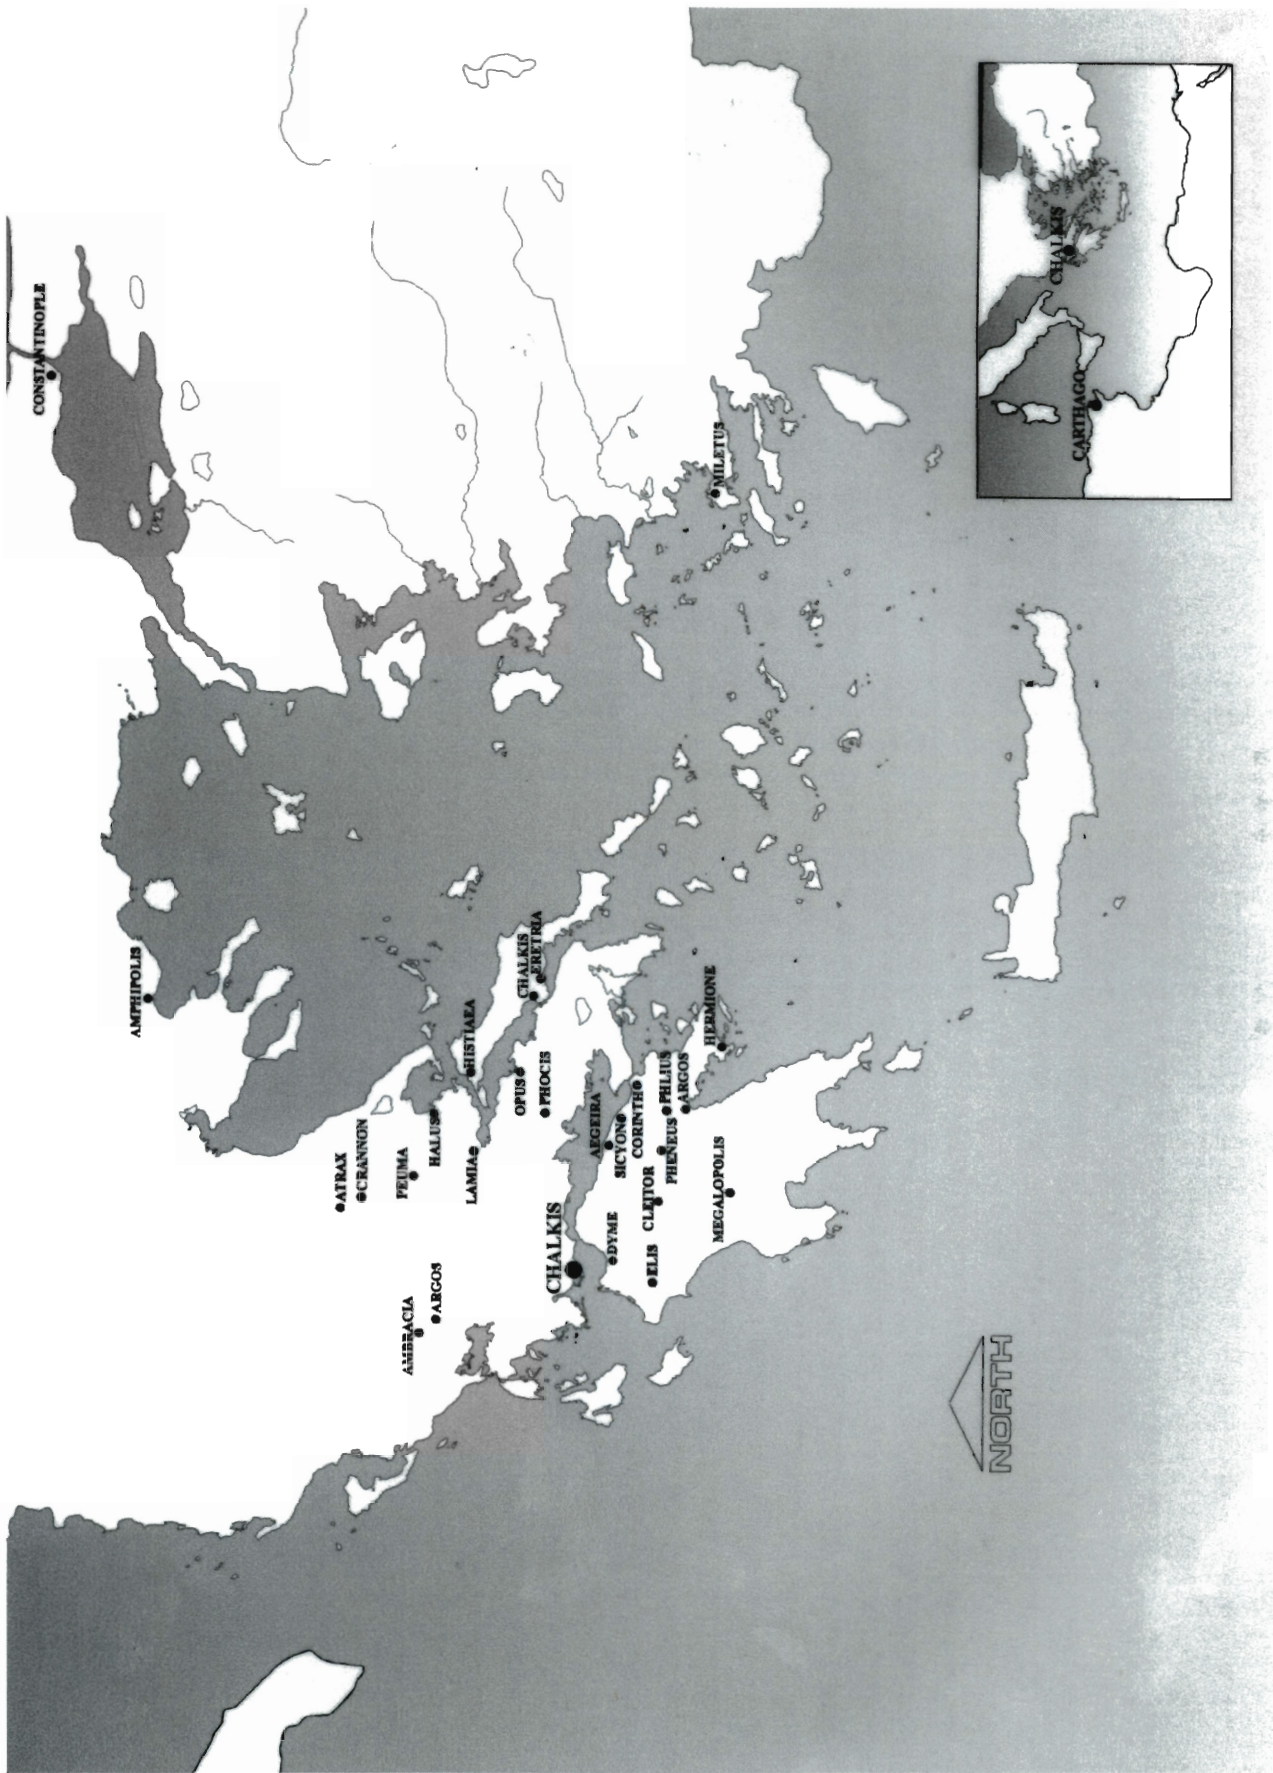 CONSTANTINOPLE
AMPHIPOLIS
ATRAX
CRANNON
PEUMA
HALUS
AMBRACIA
ARGOS
LAMIA
HISTIAEA
OPUS
PHOCIS
CHALKIS
ERETRIA
CHALKIS
AEGEIRA
SICYON
CORINTH
DYME
ELIS
CLEITOR
PHENEUS
PHLIUS
ARGOS
HERMIONE
MEGALOPOLIS
MILETUS
NORTH
CARTHAGO
CHALKIS